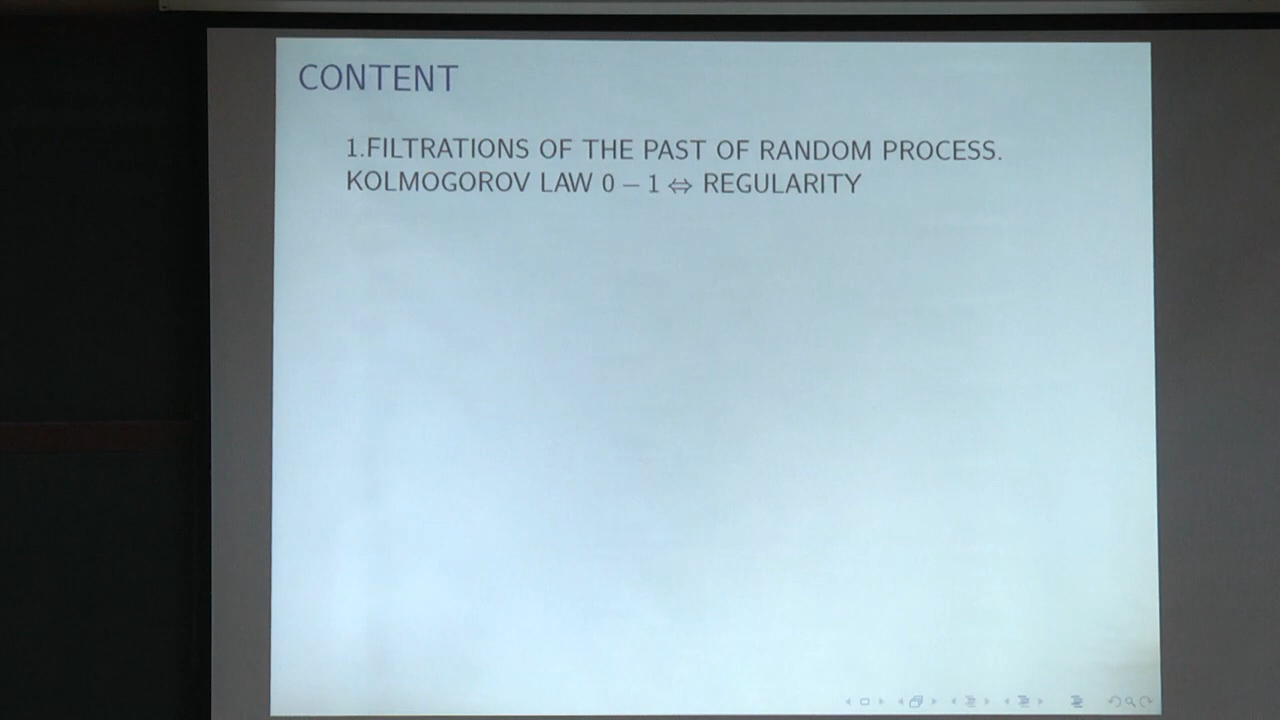 CONTENT
1.FILTRATIONS OF THE PAST OF RANDOM PROCESS.
KOLMOGOROV LAW 0 − 1 ⇔ REGULARITY